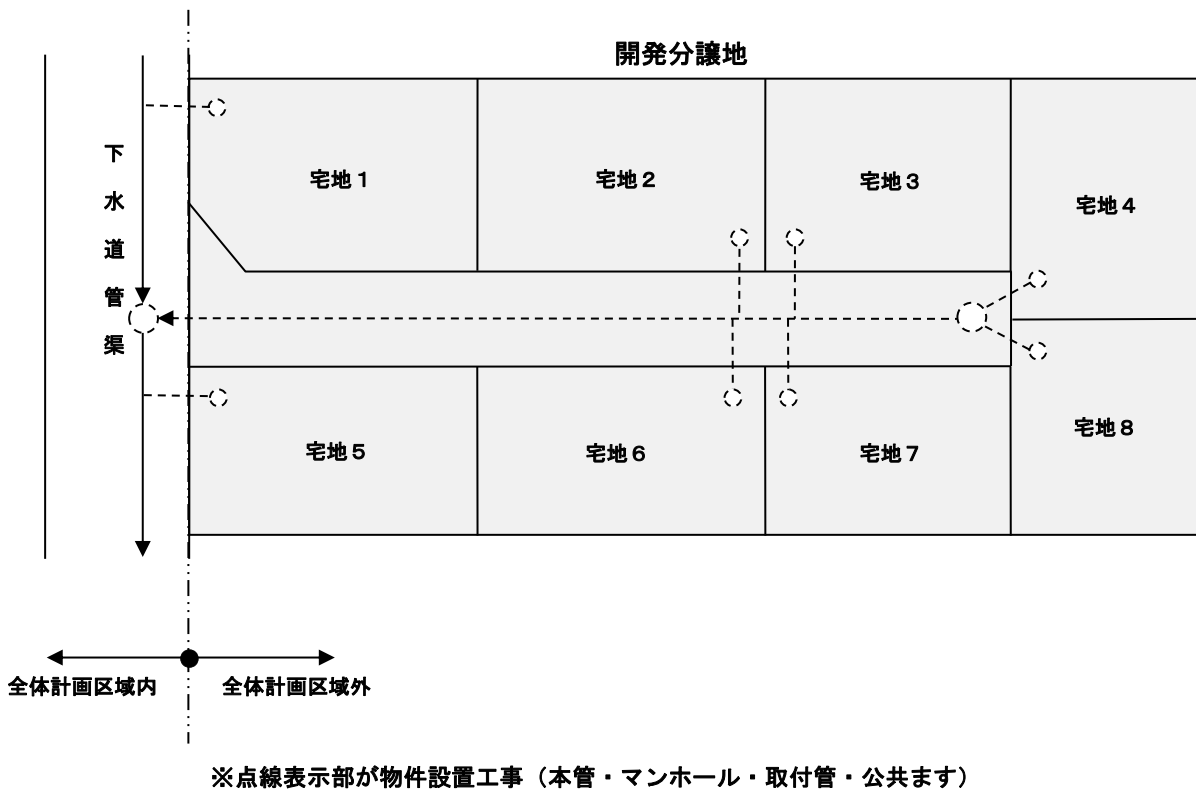 開発分譲地
下水道管渠
宅地1
宅地2
宅地3
宅地4
宅地5
宅地6
宅地7
宅地8
全体計画区域内
全体計画区域外
※点線表示部が物件設置工事（本管・マンホール・取付管・公共ます）